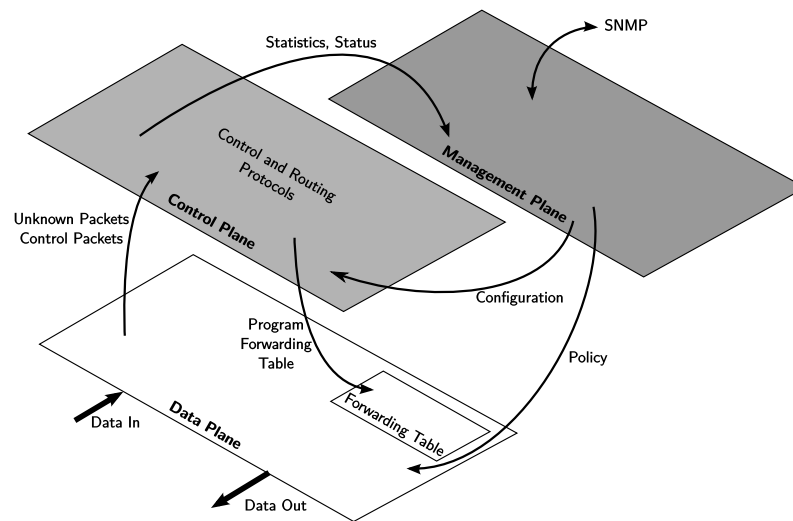 SNMP
Statistics, Status
Control and Routing
Protocols
Management Plane
Control Plane
Unknown Packets
Control Packets
Configuration
Program
Forwarding
Table
Policy
Forwarding Table
Data Plane
Data In
Data Out